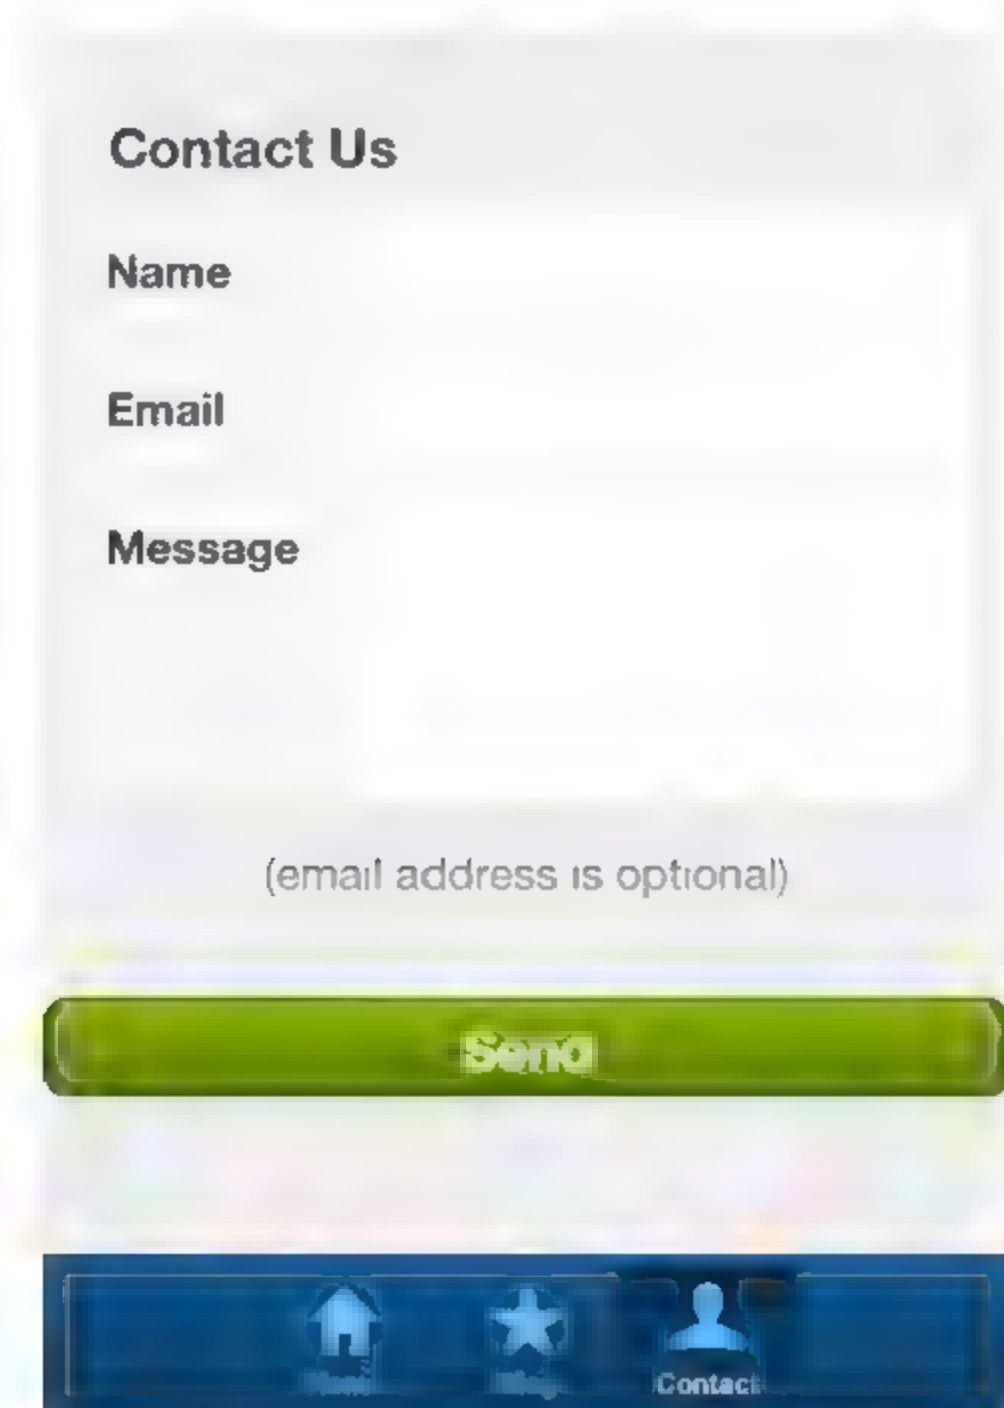 Contact Us
Name
Email
Message
(email address is optional)
Send
Contact